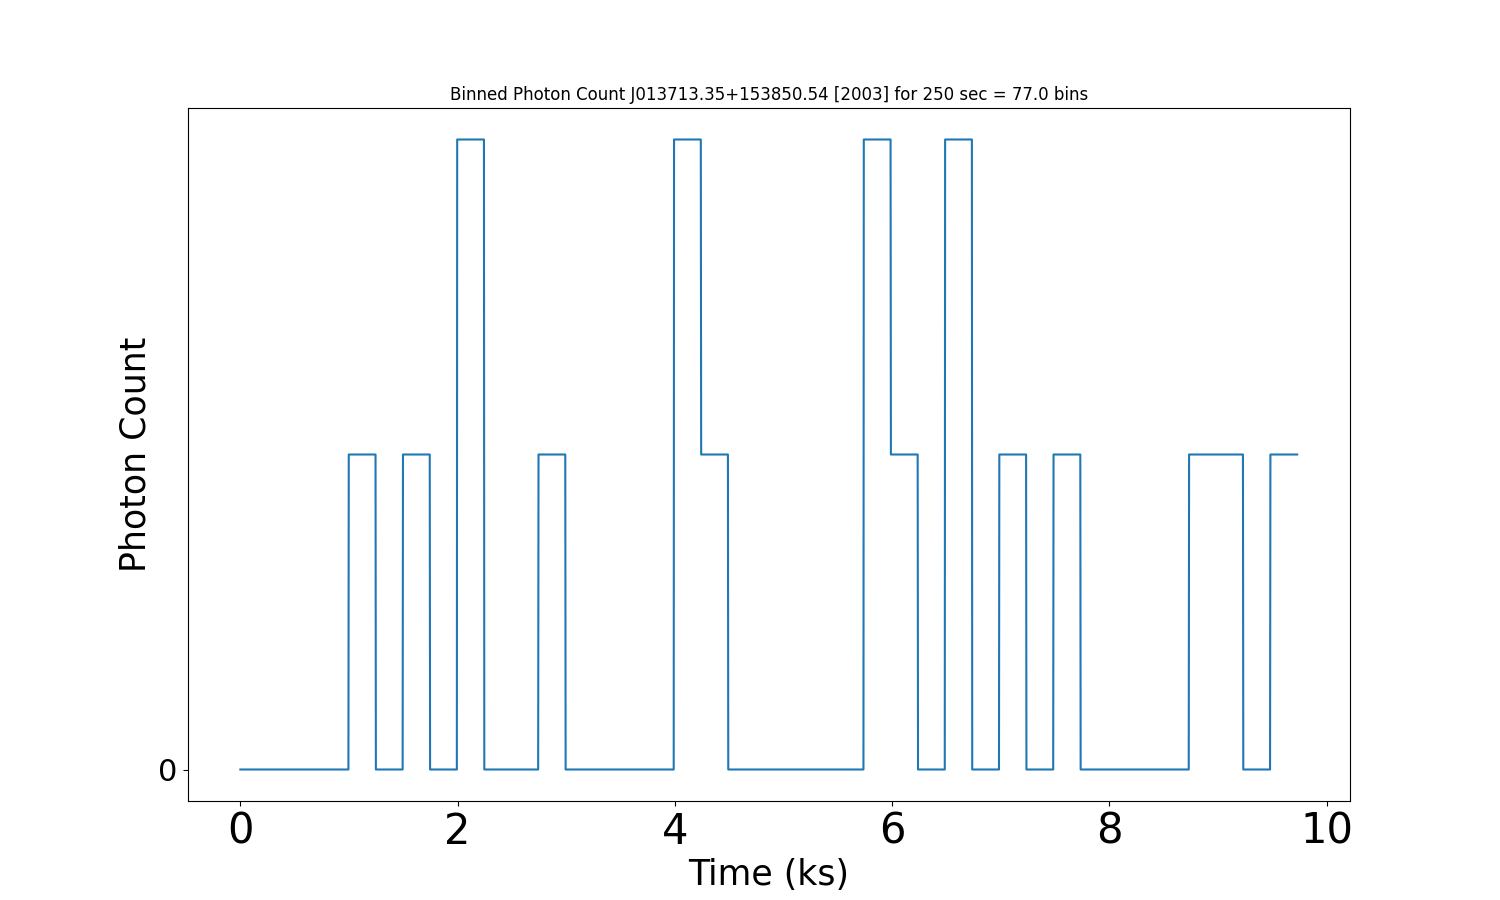 Binned Photon Count J013713.35+153850.54 [2003] for 250 sec = 77.0 bins
Photon Count
0
0 2 4 6 8 10
Time (ks)